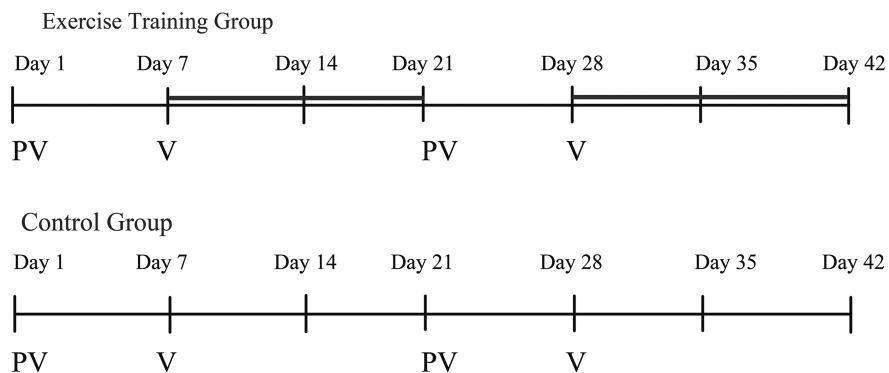 Exercise Training Group
Day 1 Day 7 Day 14 Day 21 Day 28 Day 35 Day 42
PV V PV V
Control Group
Day 1 Day 7 Day 14 Day 21 Day 28 Day 35 Day 42
PV V PV V